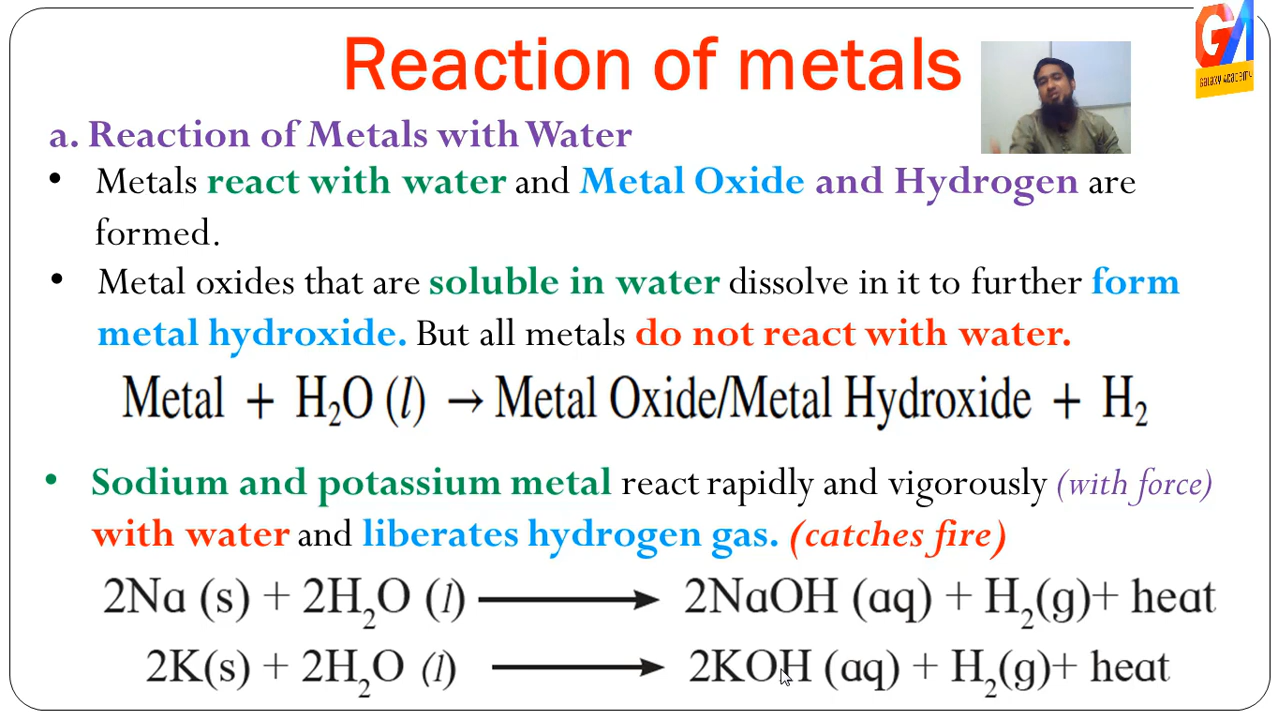 Reaction of metals
GA
GALAXY ACADEMY
a. Reaction of Metals with Water
• Metals react with water and Metal Oxide and Hydrogen are
formed.
• Metal oxides that are soluble in water dissolve in it to further form
metal hydroxide. But all metals do not react with water.
Metal + H₂O (l) → Metal Oxide/Metal Hydroxide + H₂
• Sodium and potassium metal react rapidly and vigorously (with force)
with water and liberates hydrogen gas. (catches fire)
2Na (s) + 2H₂O (l) ⟶ 2NaOH (aq) + H₂(g)+ heat
2K(s) + 2H₂O (l) ⟶ 2KOH (aq) + H₂(g)+ heat